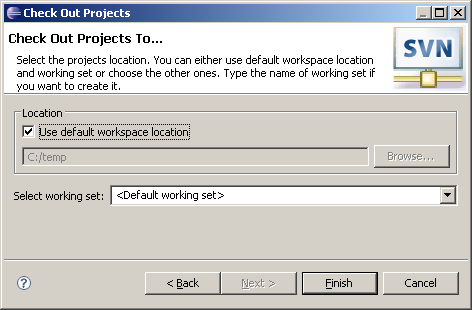 Check Out Projects
Check Out Projects To...
Select the projects location. You can either use default workspace location
and working set or choose the other ones. Type the name of working set if
you want to create it.
SVN
Location
Use default workspace location
C:/temp
Browse...
Select working set:
<Default working set>
?
< Back
Next >
Finish
Cancel